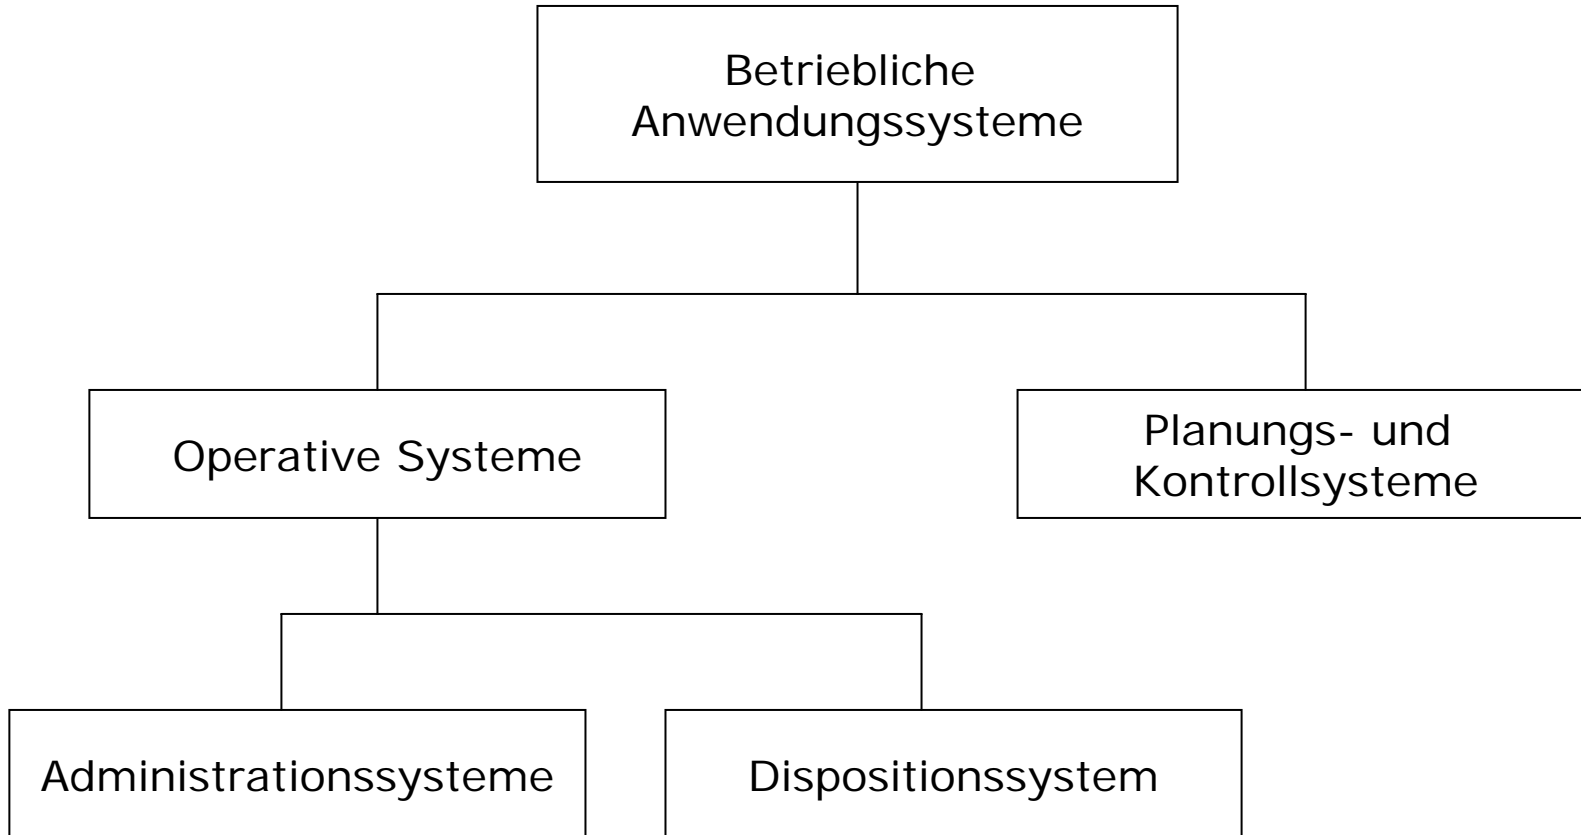 Betriebliche
Anwendungssysteme
Operative Systeme
Planungs- und
Kontrollsysteme
Administrationssysteme
Dispositionssystem